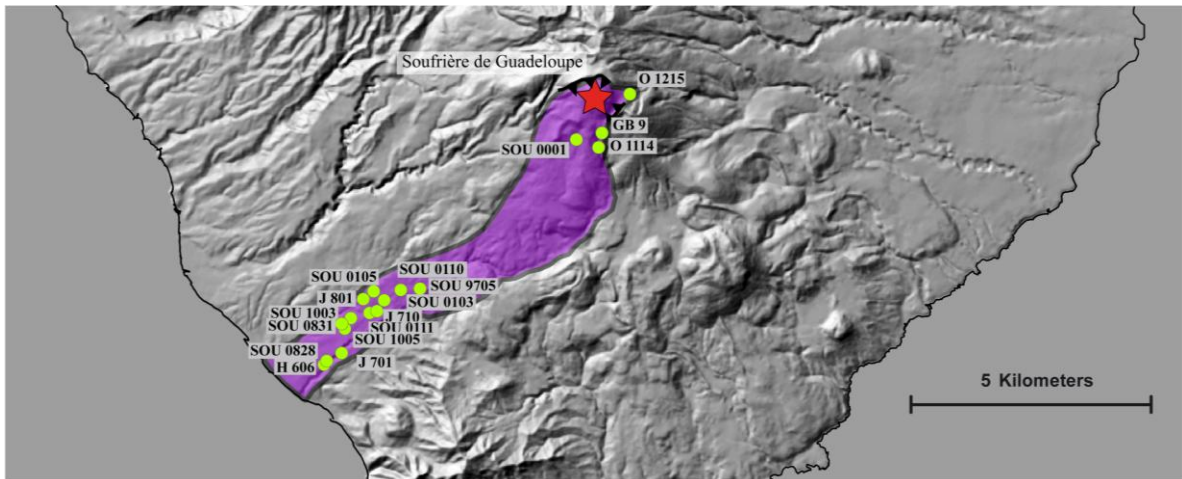 Soufrière de Guadeloupe
O 1215
GB 9
SOU 0001
O 1114
SOU 0105
SOU 0110
J 801
SOU 9705
SOU 1003
SOU 0103
SOU 0831
J 710
SOU 0111
SOU 1005
SOU 0828
H 606
J 701
5 Kilometers